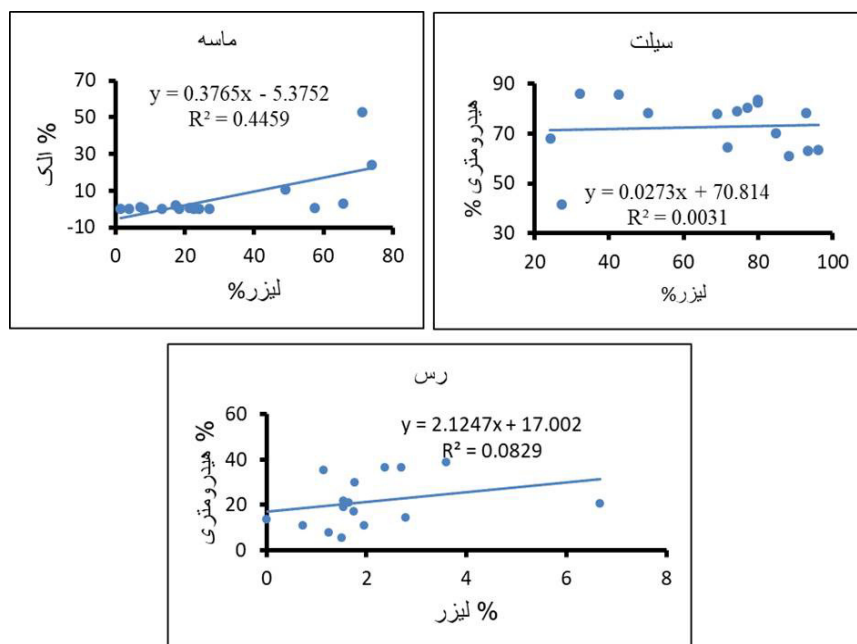 ماسه
y = 0.3765x - 5.3752
R² = 0.4459
% الک
70
50
30
10
-10
0 20 40 60 80
لیزر%
سیلت
y = 0.0273x + 70.814
R² = 0.0031
هیدرومتری %
90
70
50
30
20 40 60 80 100
لیزر%
رس
y = 2.1247x + 17.002
R² = 0.0829
هیدرومتری %
60
40
20
0
0 2 4 6 8
% لیزر